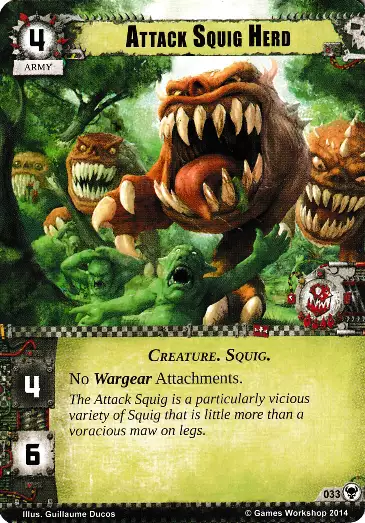 4
ATTACK SQUIG HERD
ARMY
CREATURE. SQUIG.
4
No Wargear Attachments.
The Attack Squig is a particularly vicious
variety of Squig that is little more than a
voracious maw on legs.
6
033
Illus. Guillaume Ducos
© Games Workshop 2014